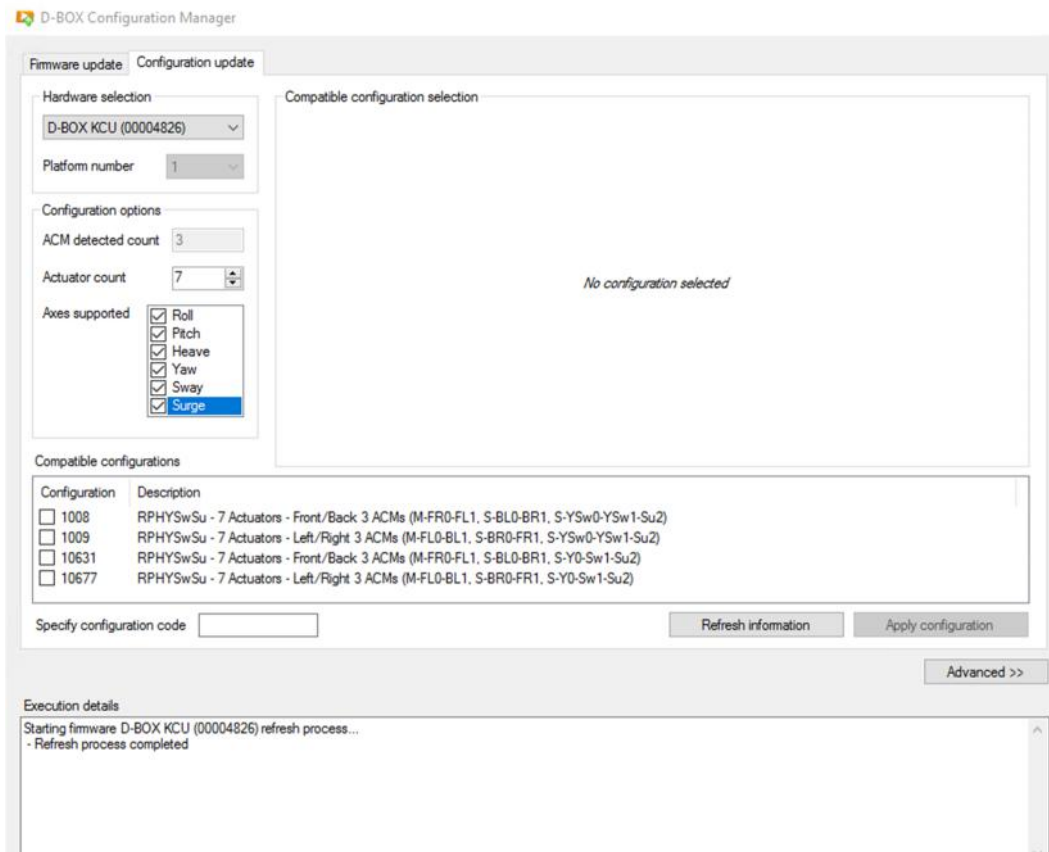 D-BOX Configuration Manager
Firmware update
Configuration update
Hardware selection
D-BOX KCU (00004826)
Platform number 1
Configuration options
ACM detected count 3
Actuator count 7
Axes supported
Roll
Pitch
Heave
Yaw
Sway
Surge
Compatible configuration selection
No configuration selected
Compatible configurations
Configuration Description
1008 RPHYSwSu - 7 Actuators - Front/Back 3 ACMs (M-FR0-FL1, S-BL0-BR1, S-YSw0-YSw1-Su2)
1009 RPHYSwSu - 7 Actuators - Left/Right 3 ACMs (M-FL0-BL1, S-BR0-FR1, S-YSw0-YSw1-Su2)
10631 RPHYSwSu - 7 Actuators - Front/Back 3 ACMs (M-FR0-FL1, S-BL0-BR1, S-Y0-Sw1-Su2)
10677 RPHYSwSu - 7 Actuators - Left/Right 3 ACMs (M-FL0-BL1, S-BR0-FR1, S-Y0-Sw1-Su2)
Specify configuration code
Refresh information
Apply configuration
Advanced >>
Execution details
Starting firmware D-BOX KCU (00004826) refresh process...
- Refresh process completed